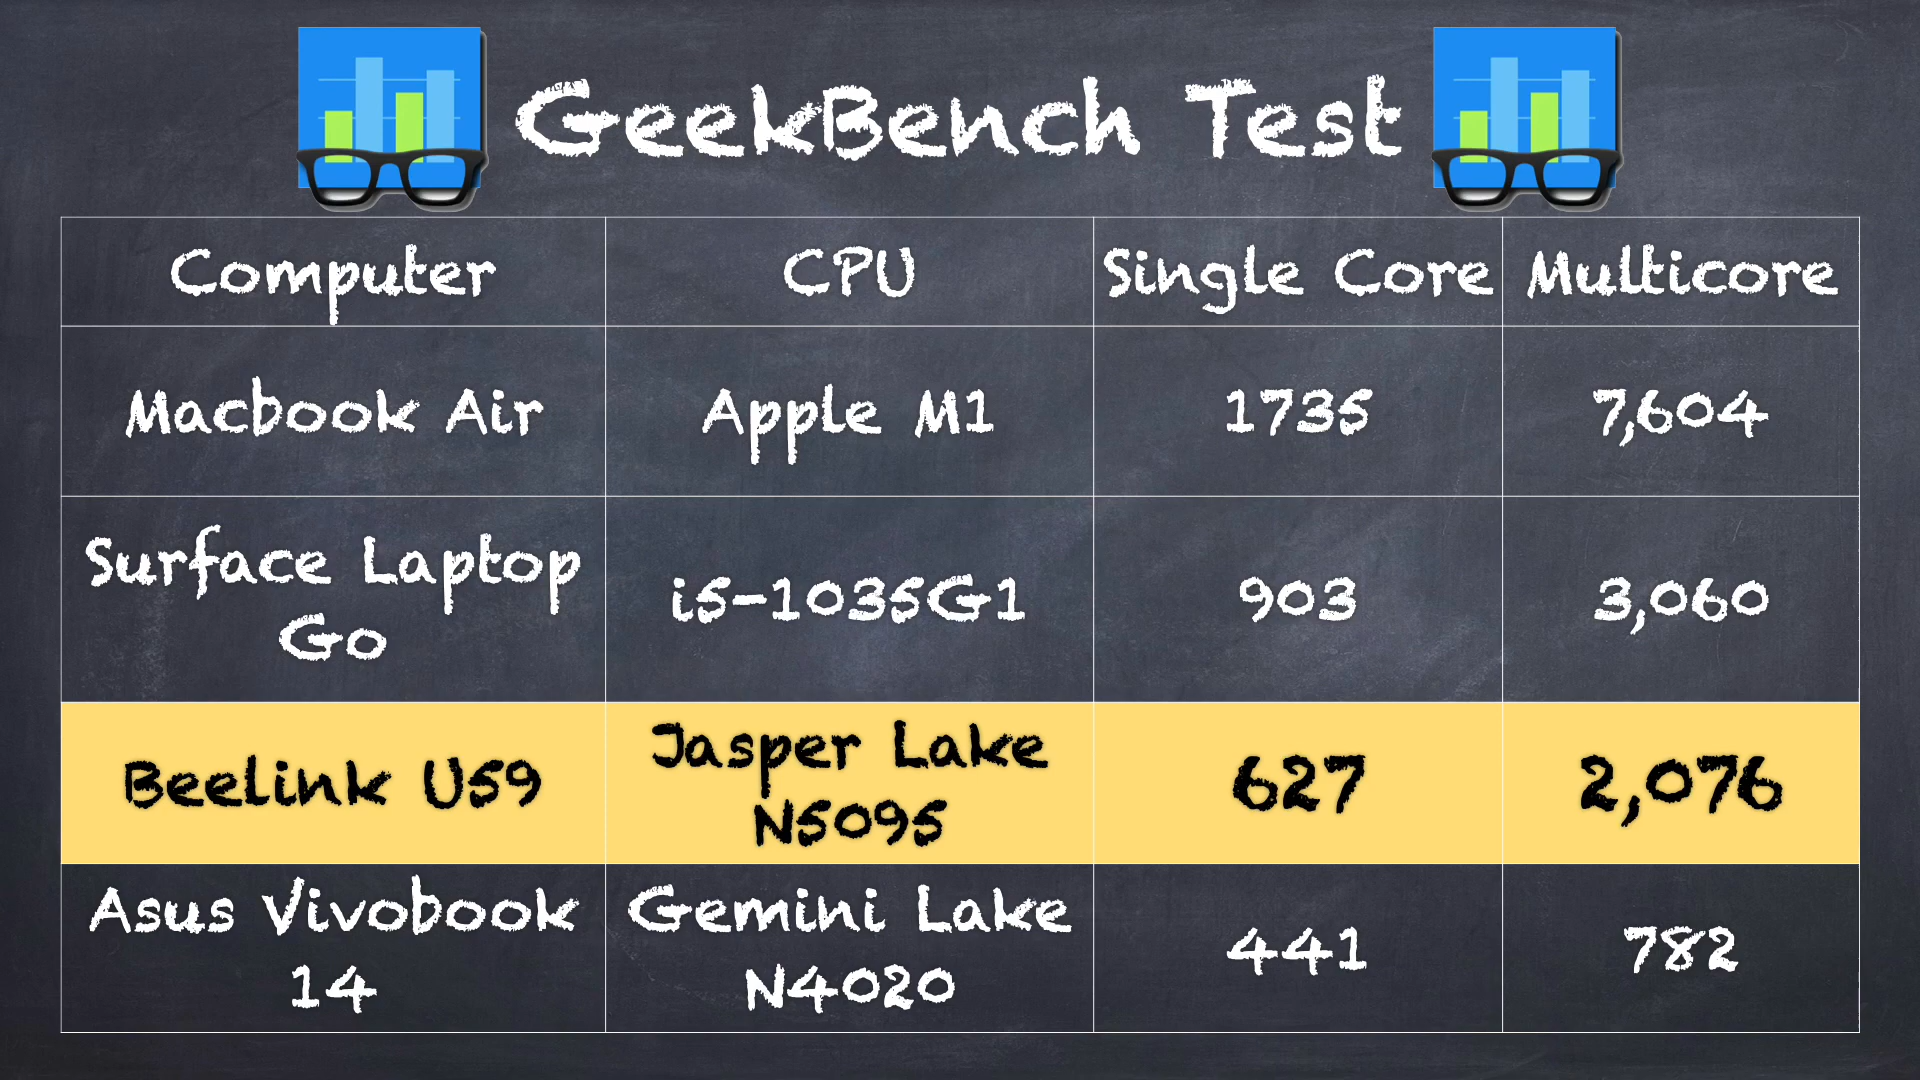 GeekBench Test
Computer CPU Single Core Multicore
Macbook Air Apple M1 1735 7,604
Surface Laptop
Go
i5-1035G1 903 3,060
Beelink U59
Jasper Lake
N5095
627 2,076
Asus Vivobook
14
Gemini Lake
N4020
441 782